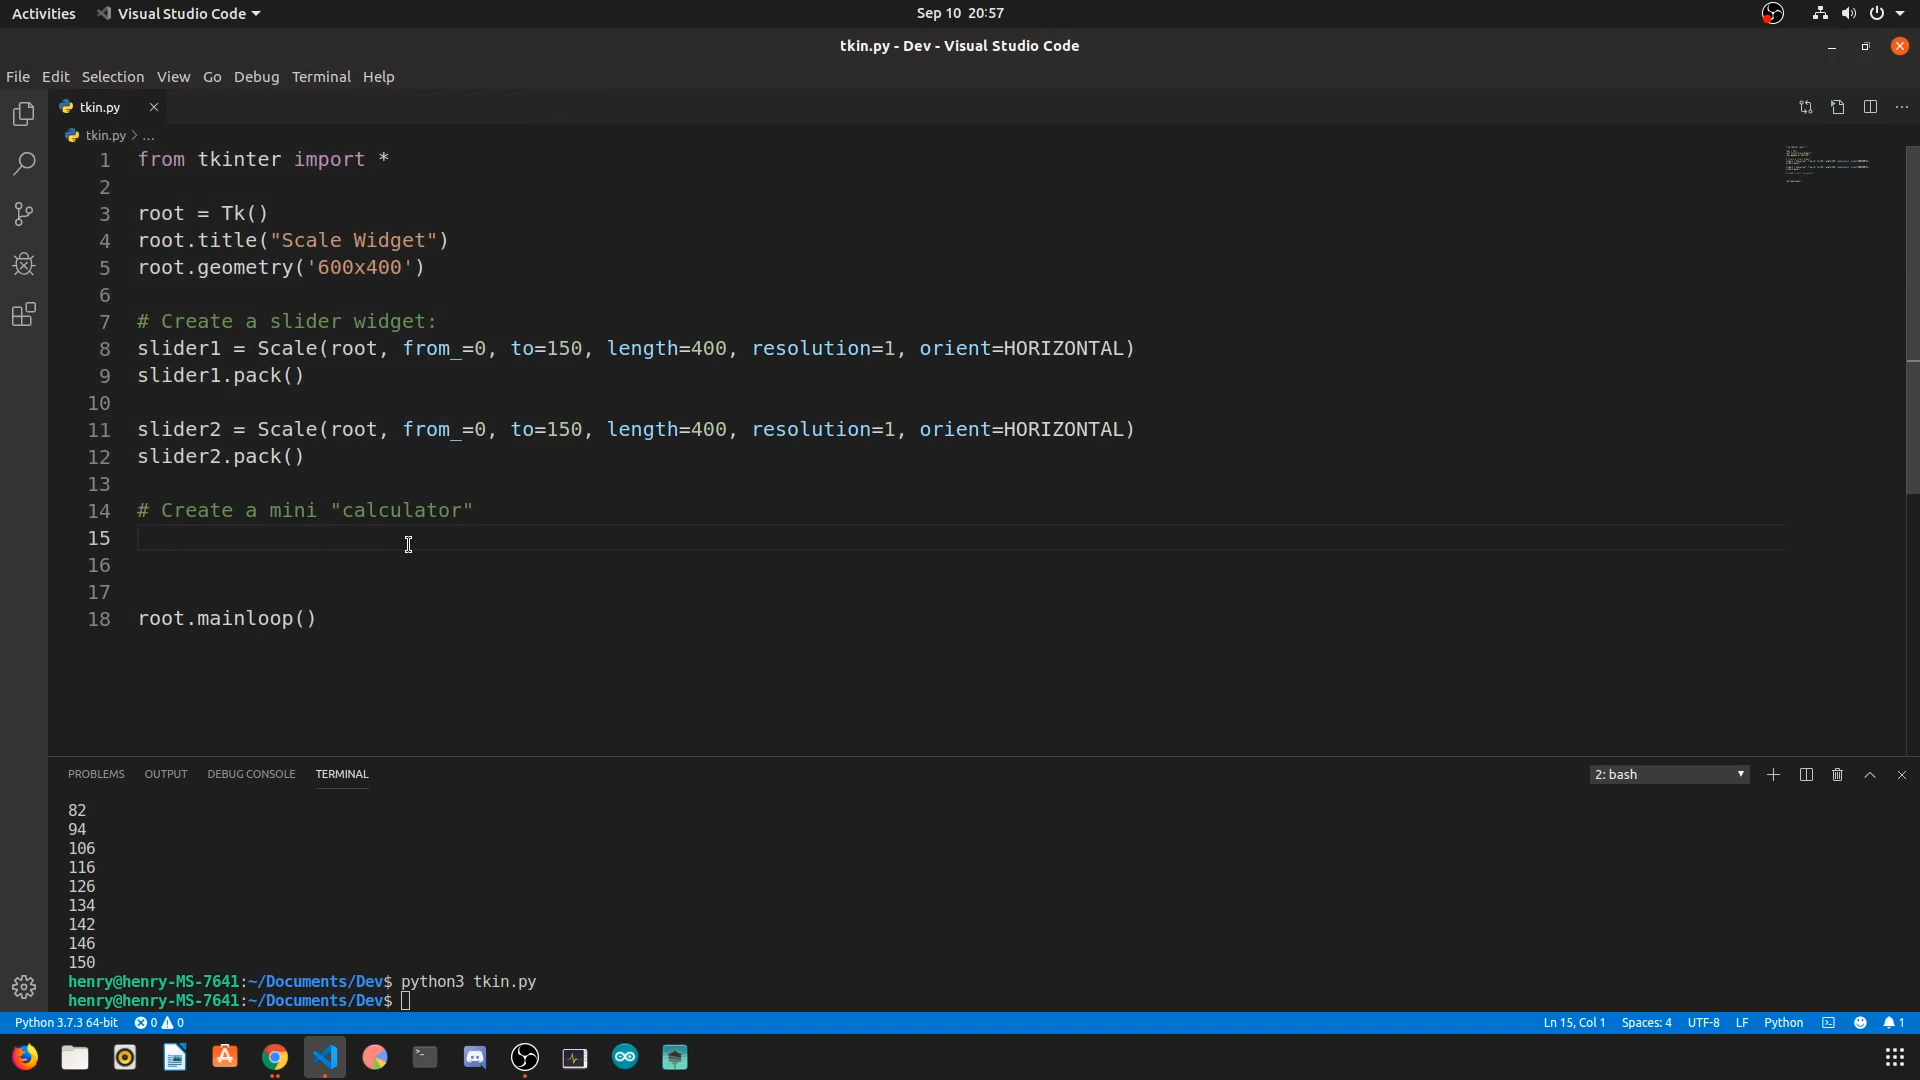 Activities Visual Studio Code Sep 10 20:57
tkin.py - Dev - Visual Studio Code
File Edit Selection View Go Debug Terminal Help
tkin.py
tkin.py > ...
1 from tkinter import *
2
3 root = Tk()
4 root.title("Scale Widget")
5 root.geometry('600x400')
6
7 # Create a slider widget:
8 slider1 = Scale(root, from_=0, to=150, length=400, resolution=1, orient=HORIZONTAL)
9 slider1.pack()
10
11 slider2 = Scale(root, from_=0, to=150, length=400, resolution=1, orient=HORIZONTAL)
12 slider2.pack()
13
14 # Create a mini "calculator"
15
16
17
18 root.mainloop()
PROBLEMS OUTPUT DEBUG CONSOLE TERMINAL 2: bash
82
94
106
116
126
134
142
146
150
henry@henry-MS-7641:~/Documents/Dev$ python3 tkin.py
henry@henry-MS-7641:~/Documents/Dev$
Python 3.7.3 64-bit 0 0 Ln 15, Col 1 Spaces: 4 UTF-8 LF Python 1